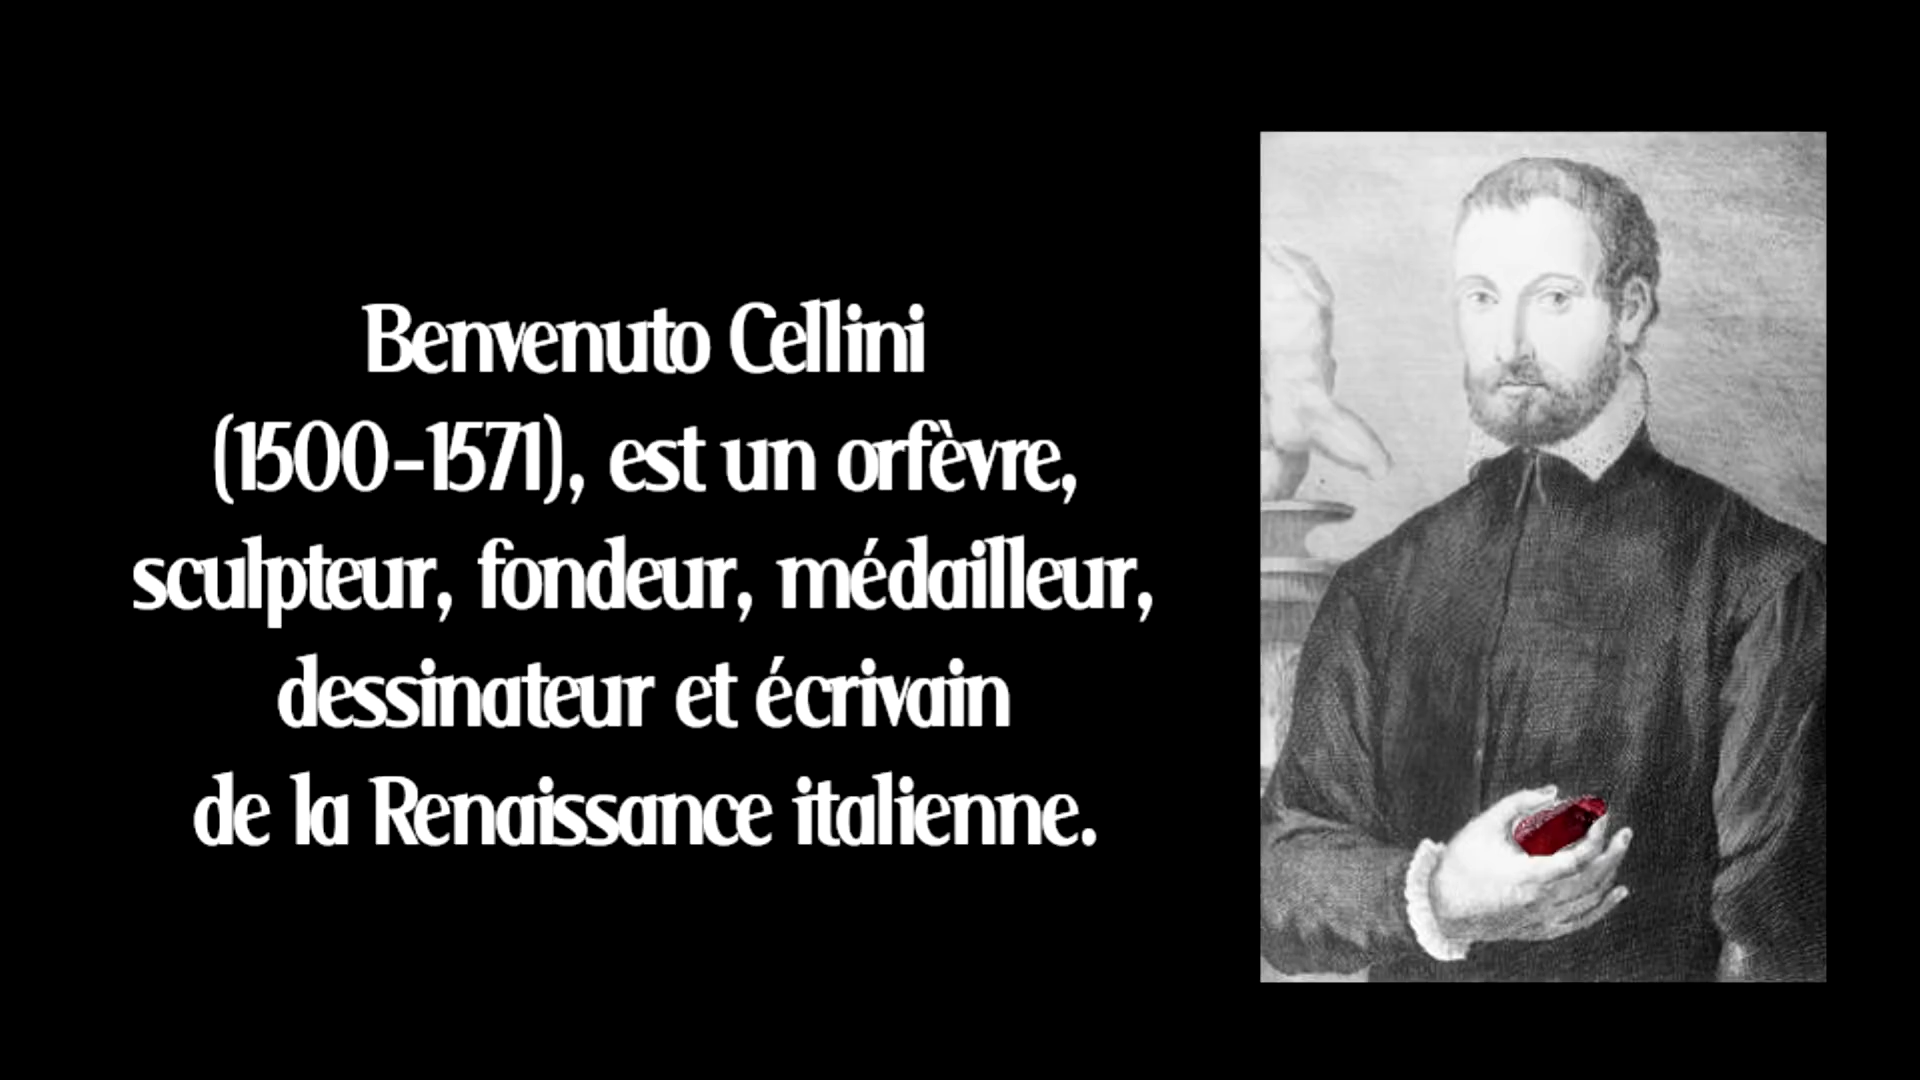 Benvenuto Cellini
(1500-1571), est un orfèvre,
sculpteur, fondeur, médailleur,
dessinateur et écrivain
de la Renaissance italienne.